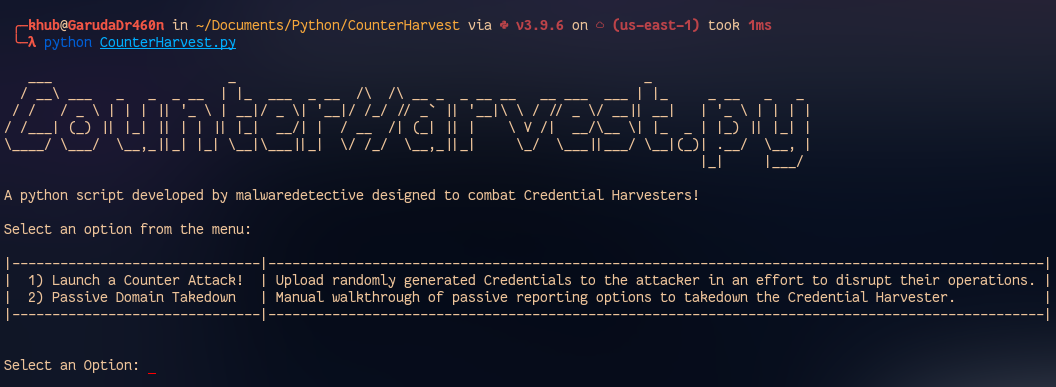 khub@GarudaDr460n in ~/Documents/Python/CounterHarvest via v3.9.6 on (us-east-1) took 1ms
λ python CounterHarvest.py
CounterHarvest.py
A python script developed by malwaredetective designed to combat Credential Harvesters!
Select an option from the menu:
|-------------------------------|-------------------------------------------------------------------------------------------------|
| 1) Launch a Counter Attack! | Upload randomly generated Credentials to the attacker in an effort to disrupt their operations. |
| 2) Passive Domain Takedown | Manual walkthrough of passive reporting options to takedown the Credential Harvester. |
|-------------------------------|-------------------------------------------------------------------------------------------------|
Select an Option: _